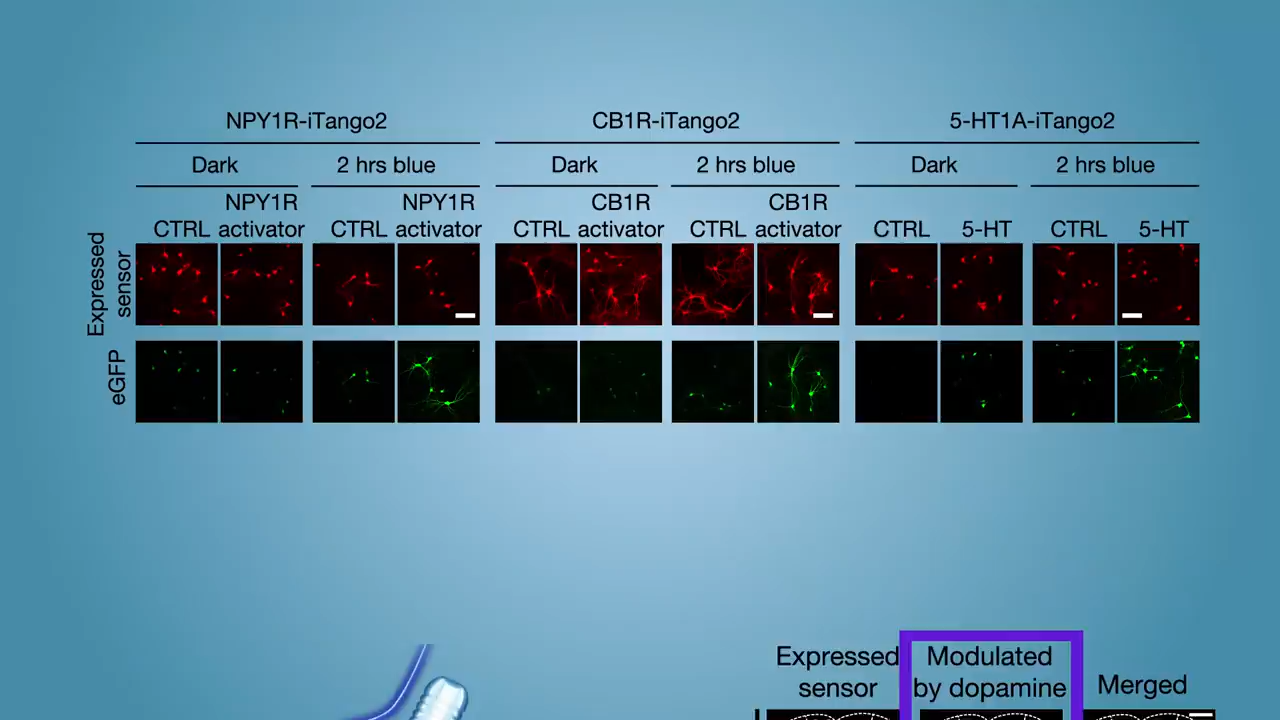 NPY1R-iTango2 CB1R-iTango2 5-HT1A-iTango2
Dark 2 hrs blue Dark 2 hrs blue Dark 2 hrs blue
NPY1R NPY1R CB1R CB1R
CTRL activator CTRL activator CTRL activator CTRL activator CTRL 5-HT CTRL 5-HT
Expressed
sensor
eGFP
Expressed
sensor
Modulated
by dopamine
Merged